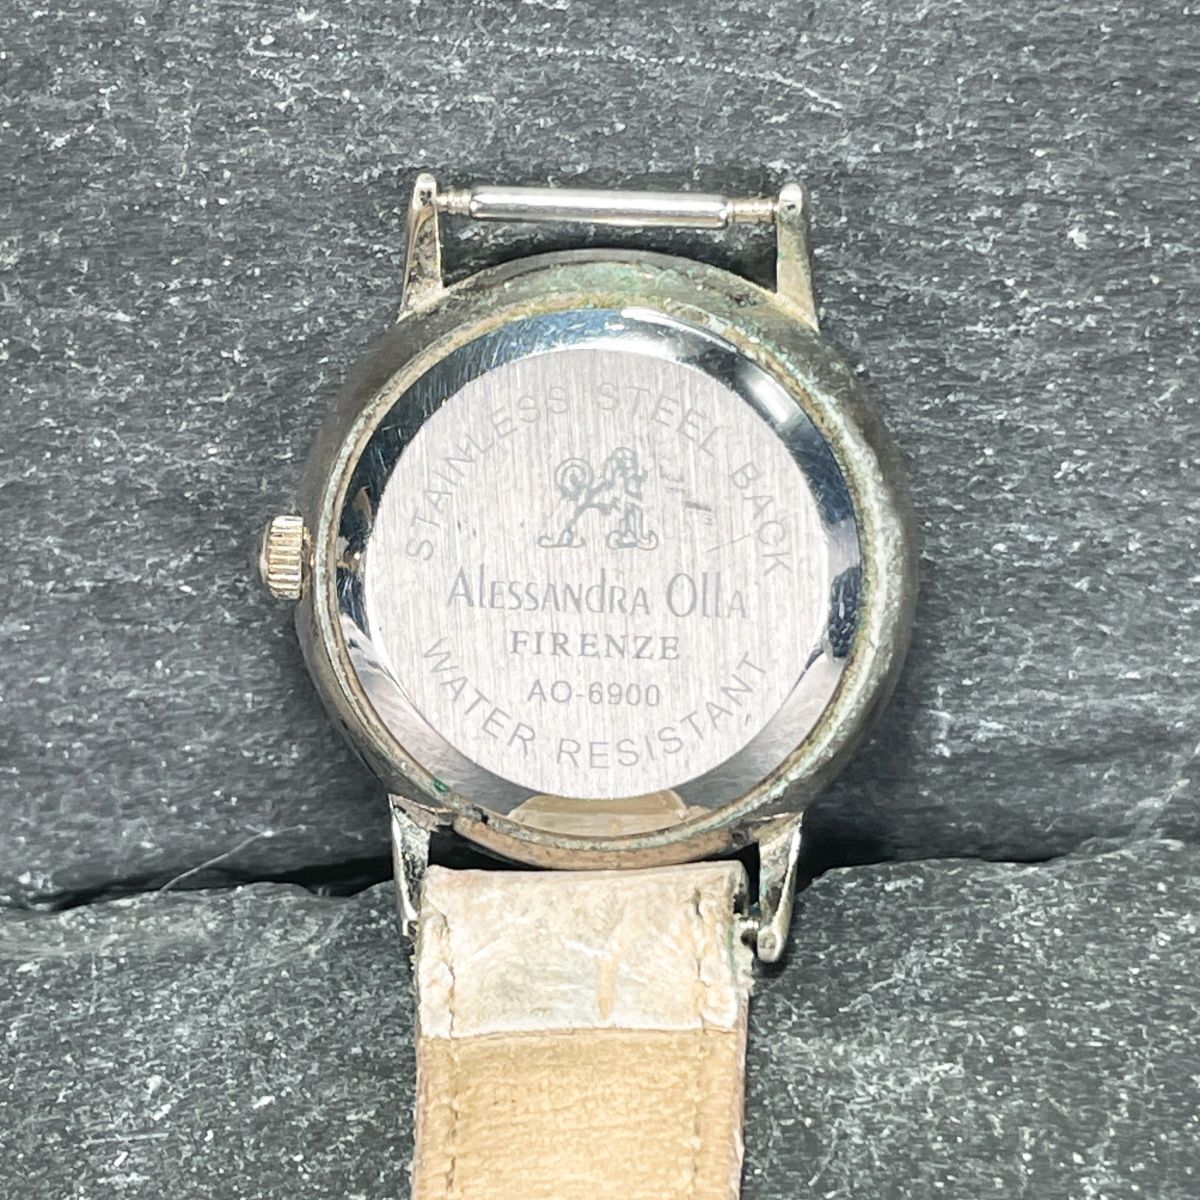 STAINLESS STEEL BACK
Alessandra Olla
FIRENZE
AO-6900
WATER RESISTANT